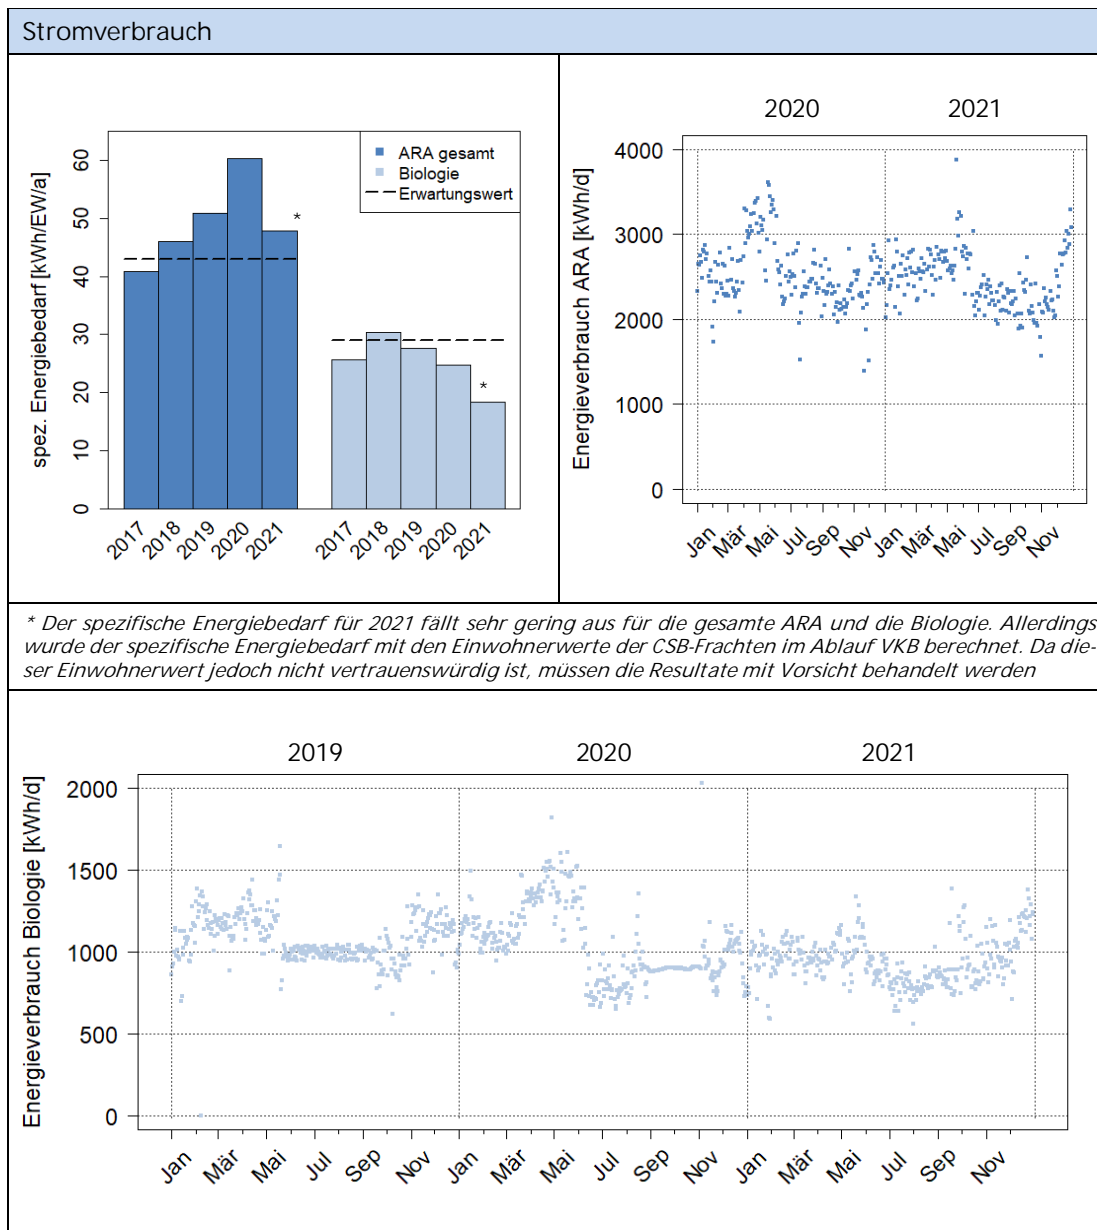 Stromverbrauch
spez. Energiebedarf [kWh/EW/a]
60
50
40
30
20
10
0
ARA gesamt
Biologie
Erwartungswert
*
*
2017 2018 2019 2020 2021 2017 2018 2019 2020 2021
2020 2021
Energieverbrauch ARA [kWh/d]
4000
3000
2000
1000
0
Jan Mär Mai Jul Sep Nov Jan Mär Mai Jul Sep Nov
* Der spezifische Energiebedarf für 2021 fällt sehr gering aus für die gesamte ARA und die Biologie. Allerdings
wurde der spezifische Energiebedarf mit den Einwohnerwerte der CSB-Frachten im Ablauf VKB berechnet. Da die-
ser Einwohnerwert jedoch nicht vertrauenswürdig ist, müssen die Resultate mit Vorsicht behandelt werden
2019 2020 2021
Energieverbrauch Biologie [kWh/d]
2000
1500
1000
500
0
Jan Mär Mai Jul Sep Nov Jan Mär Mai Jul Sep Nov Jan Mär Mai Jul Sep Nov